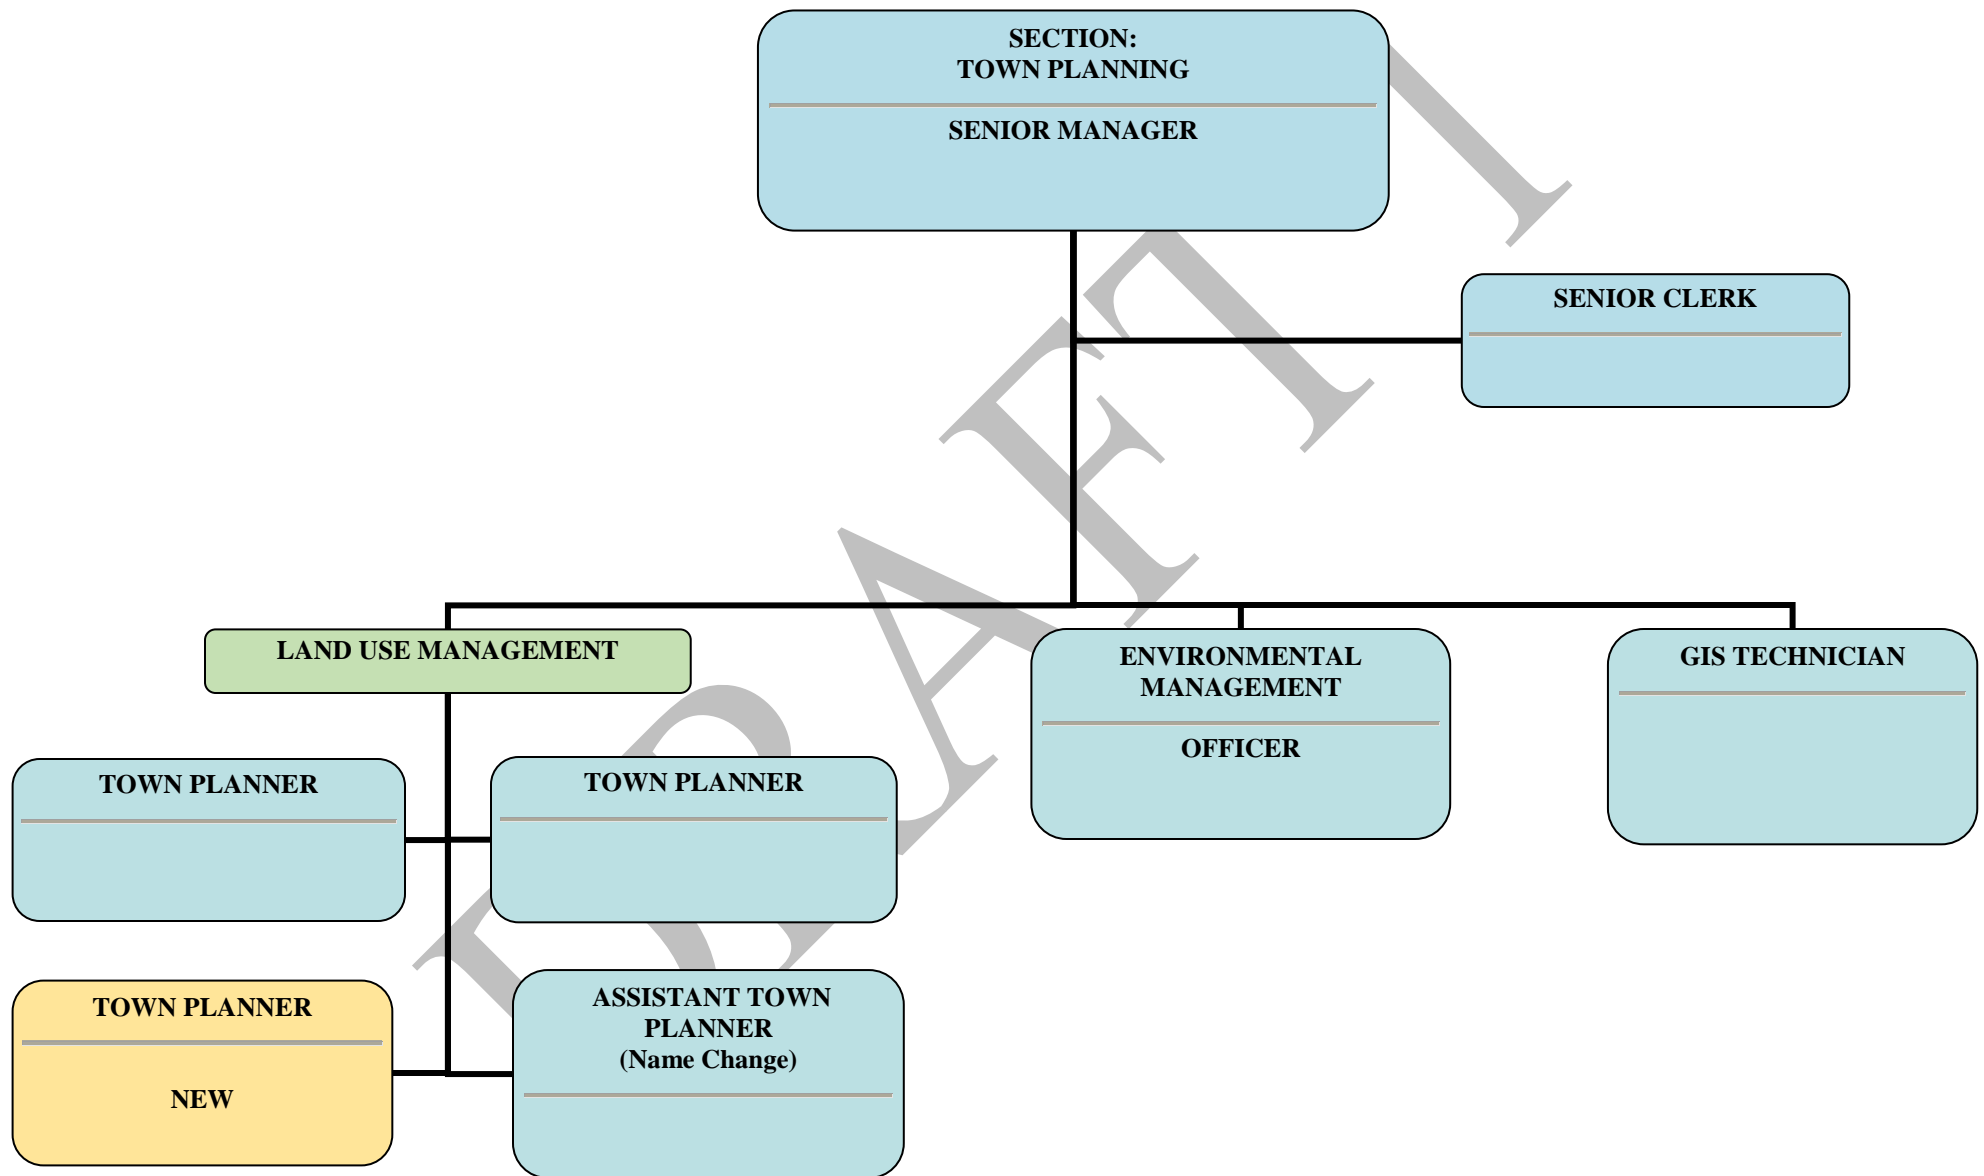 SECTION:
TOWN PLANNING
SENIOR MANAGER
SENIOR CLERK
LAND USE MANAGEMENT
ENVIRONMENTAL
MANAGEMENT
OFFICER
GIS TECHNICIAN
TOWN PLANNER
TOWN PLANNER
TOWN PLANNER
NEW
ASSISTANT TOWN
PLANNER
(Name Change)
DRAFT 1